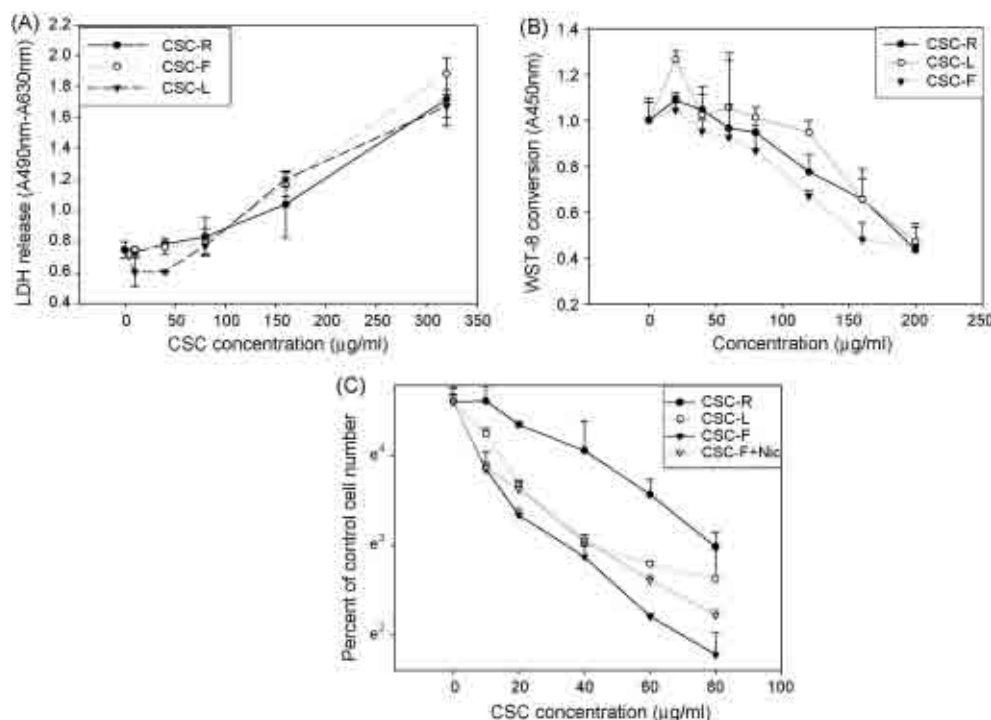 (A)
LDH release (A490nm-A630nm)
2.2
2.0
1.8
1.6
1.4
1.2
1.0
0.8
0.6
0.4
CSC-R
CSC-F
CSC-L
0 50 100 150 200 250 300 350
CSC concentration (µg/ml)
(B)
WST-8 conversion (A450nm)
1.4
1.2
1.0
0.8
0.6
0.4
0.2
CSC-R
CSC-L
CSC-F
0 50 100 150 200 250
Concentration (µg/ml)
(C)
Percent of control cell number
e⁴
e³
e²
CSC-R
CSC-L
CSC-F
CSC-F+Nic
0 20 40 60 80 100
CSC concentration (µg/ml)